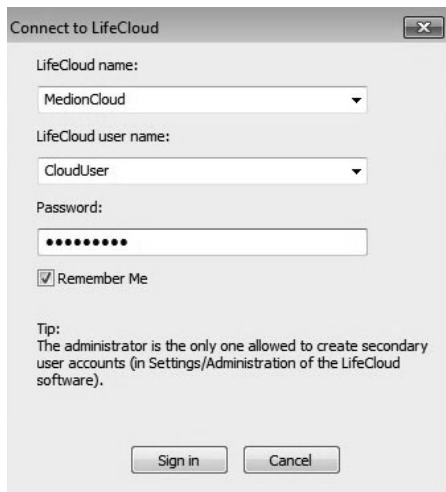 Connect to LifeCloud
LifeCloud name:
MedionCloud
LifeCloud user name:
CloudUser
Password:
•••••••••
Remember Me
Tip:
The administrator is the only one allowed to create secondary
user accounts (in Settings/Administration of the LifeCloud
software).
Sign in Cancel